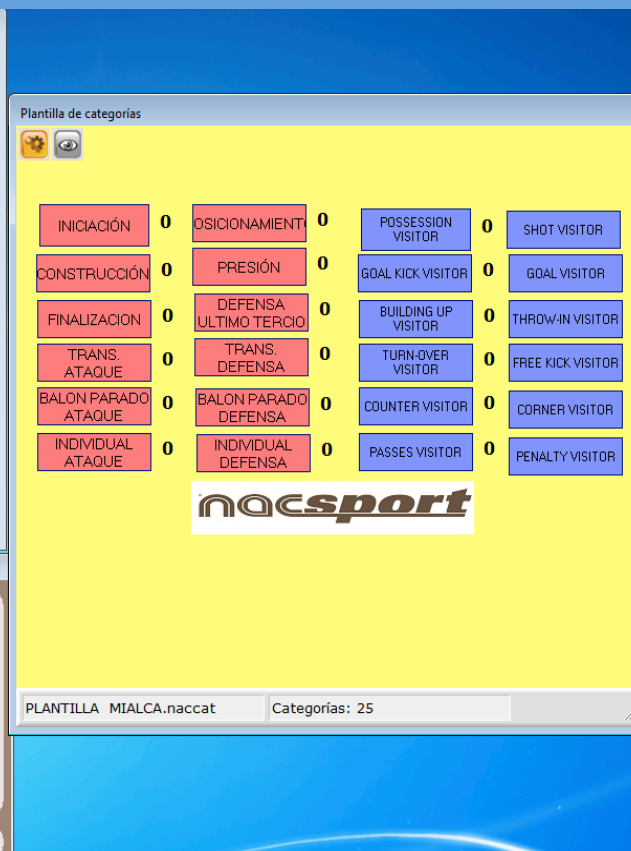 Plantilla de categorías
INICIACIÓN 0 OSICIONAMIENT 0 POSSESSION VISITOR 0 SHOT VISITOR
CONSTRUCCIÓN 0 PRESIÓN 0 GOAL KICK VISITOR 0 GOAL VISITOR
FINALIZACION 0 DEFENSA ULTIMO TERCIO 0 BUILDING UP VISITOR 0 THROW-IN VISITOR
TRANS. ATAQUE 0 TRANS. DEFENSA 0 TURN-OVER VISITOR 0 FREE KICK VISITOR
BALON PARADO ATAQUE 0 BALON PARADO DEFENSA 0 COUNTER VISITOR 0 CORNER VISITOR
INDIVIDUAL ATAQUE 0 INDIVIDUAL DEFENSA 0 PASSES VISITOR 0 PENALTY VISITOR
nacsport
PLANTILLA MIALCA.naccat Categorías: 25